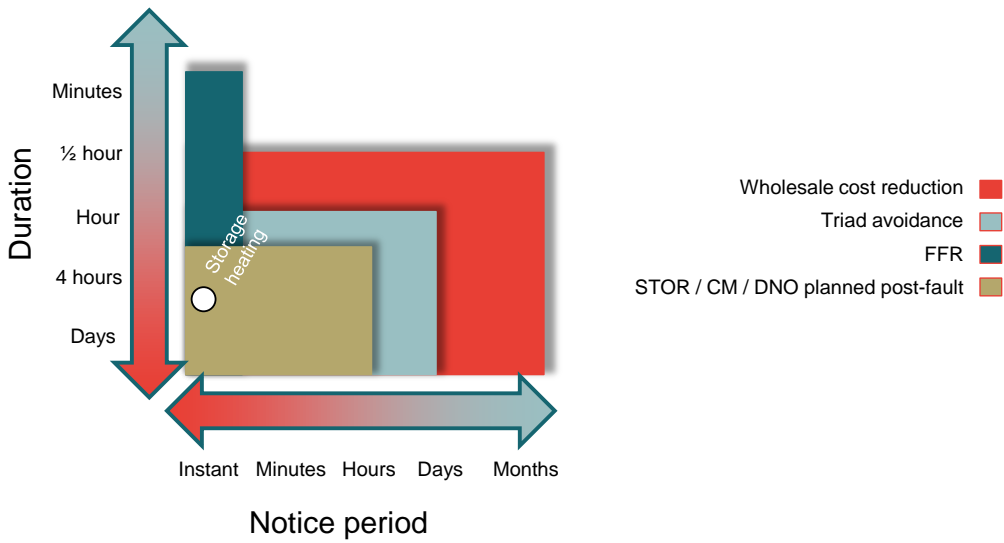 Duration
Minutes
½ hour
Hour
4 hours
Days
Storage
heating
Instant
Minutes
Hours
Days
Months
Notice period
Wholesale cost reduction
Triad avoidance
FFR
STOR / CM / DNO planned post-fault